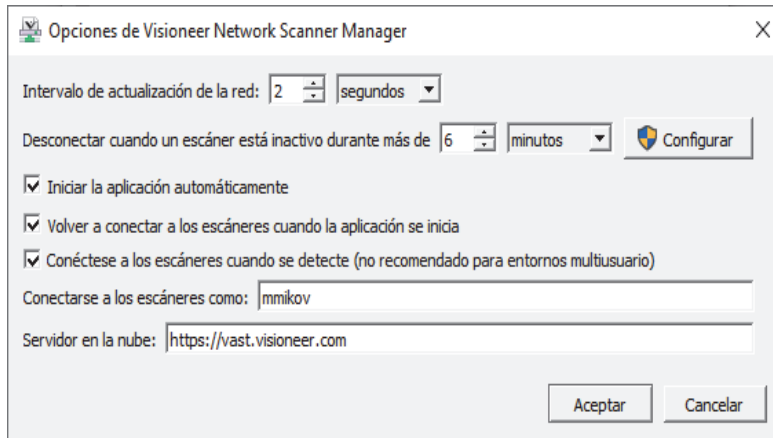 Opciones de Visioneer Network Scanner Manager
Intervalo de actualización de la red: 2 segundos
Desconectar cuando un escáner está inactivo durante más de 6 minutos Configurar
Iniciar la aplicación automáticamente
Volver a conectar a los escáneres cuando la aplicación se inicia
Conéctese a los escáneres cuando se detecte (no recomendado para entornos multiusuario)
Conectarse a los escáneres como: mmikov
Servidor en la nube: https://vast.visioneer.com
Aceptar Cancelar